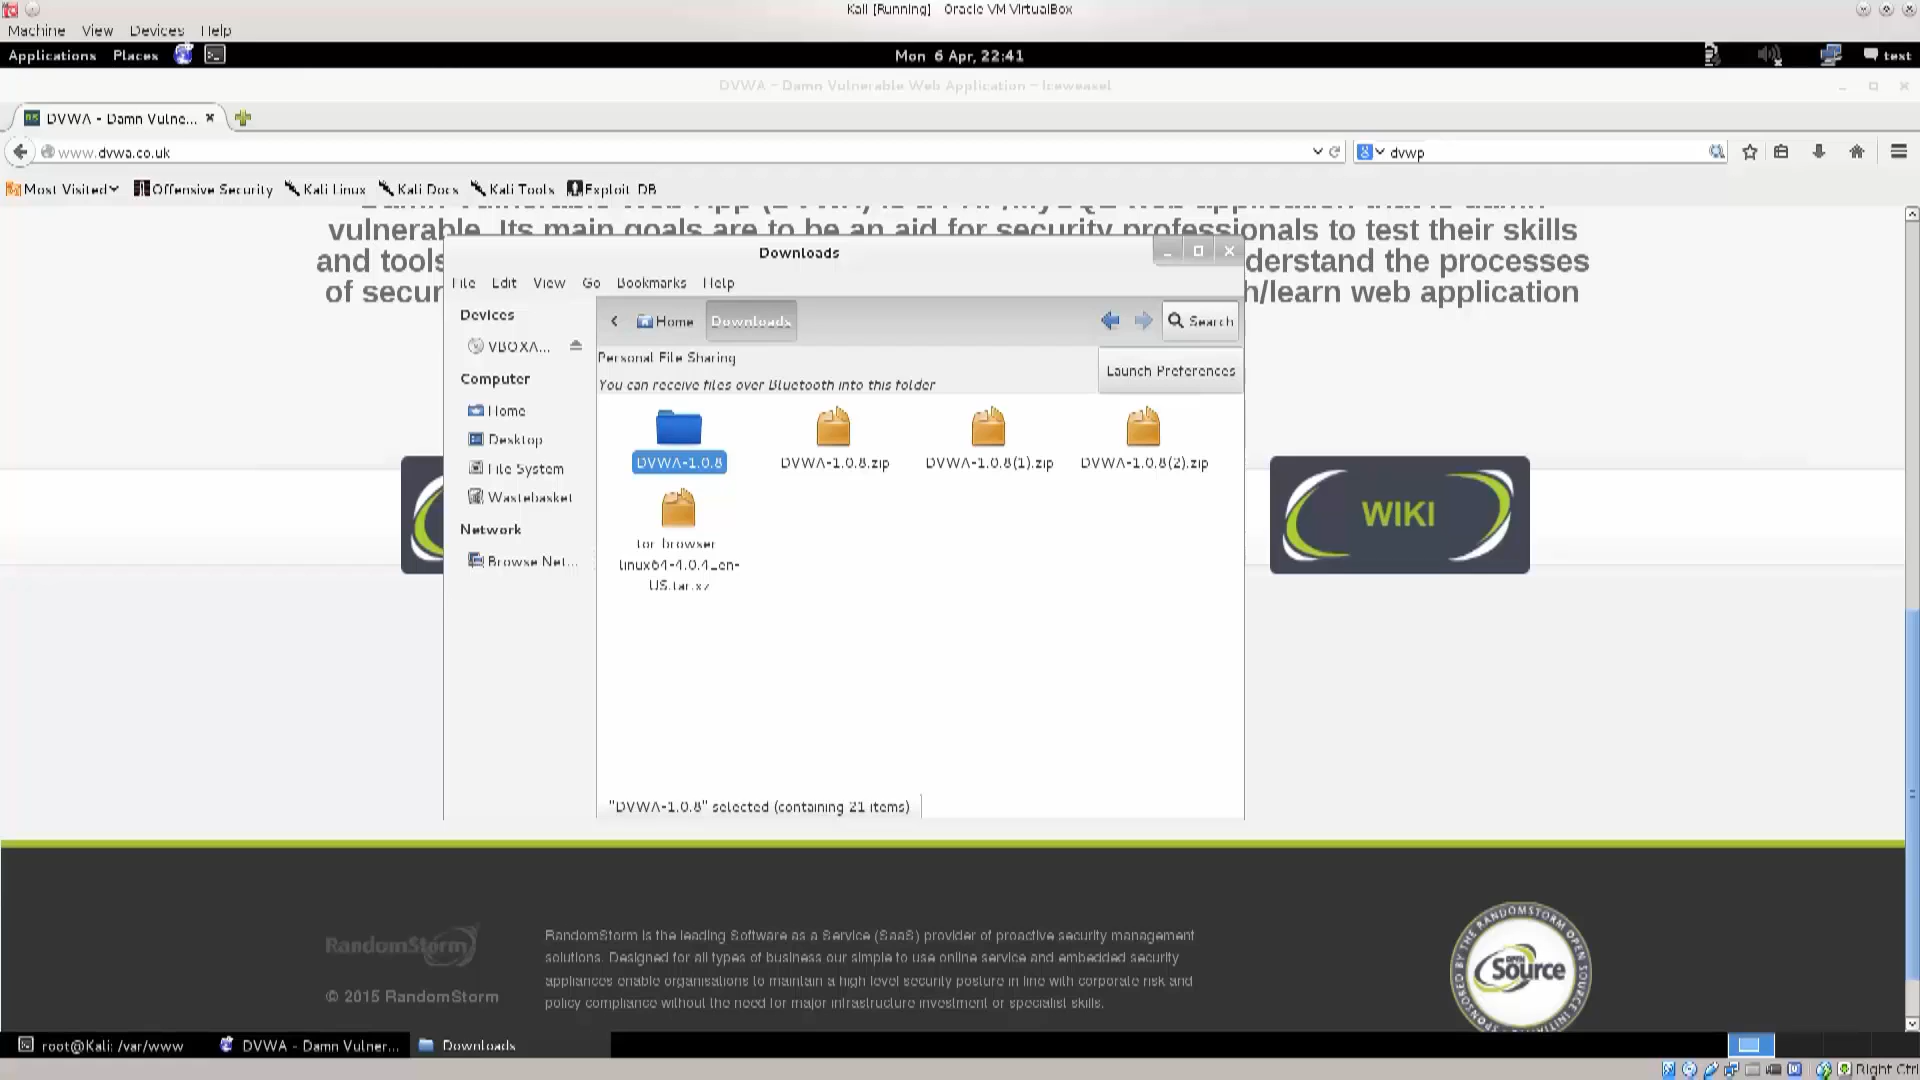 Kali [Running] Oracle VM VirtualBox
Machine View Devices Help
Applications Places
Mon 6 Apr, 22:41
text
DVWA - Damn Vulnerable Web Application - Iceweasel
DVWA - Damn Vulne...
www.dvwa.co.uk
dvwp
Most Visited Offensive Security Kali Linux Kali Docs Kali Tools Exploit DB
vulnerable. Its main goals are to be an aid for security professionals to test their skills
and tools
derstand the processes
of secur
h/learn web application
Downloads
File Edit View Go Bookmarks Help
Devices
VBOXA...
Computer
Home
Desktop
File System
Wastebasket
Network
Browse Net...
Home Downloads
Search
Personal File Sharing
You can receive files over Bluetooth into this folder
Launch Preferences
DVWA-1.0.8
DVWA-1.0.8.zip
DVWA-1.0.8(1).zip
DVWA-1.0.8(2).zip
tor browser
linux64-4.0.4_en-
US.tar.xz
"DVWA-1.0.8" selected (containing 21 items)
WIKI
RandomStorm
© 2015 RandomStorm
RandomStorm is the leading Software as a Service (SaaS) provider of proactive security management
solutions. Designed for all types of business our simple to use online service and embedded security
appliances enable organisations to maintain a high level security posture in line with corporate risk and
policy compliance without the need for major infrastructure investment or specialist skills.
SPONSORED BY THE RANDOMSTORM OPEN SOURCE INITIATIVE
OPEN
Source
root@Kali: /var/www
DVWA - Damn Vulner...
Downloads
Right Ctrl